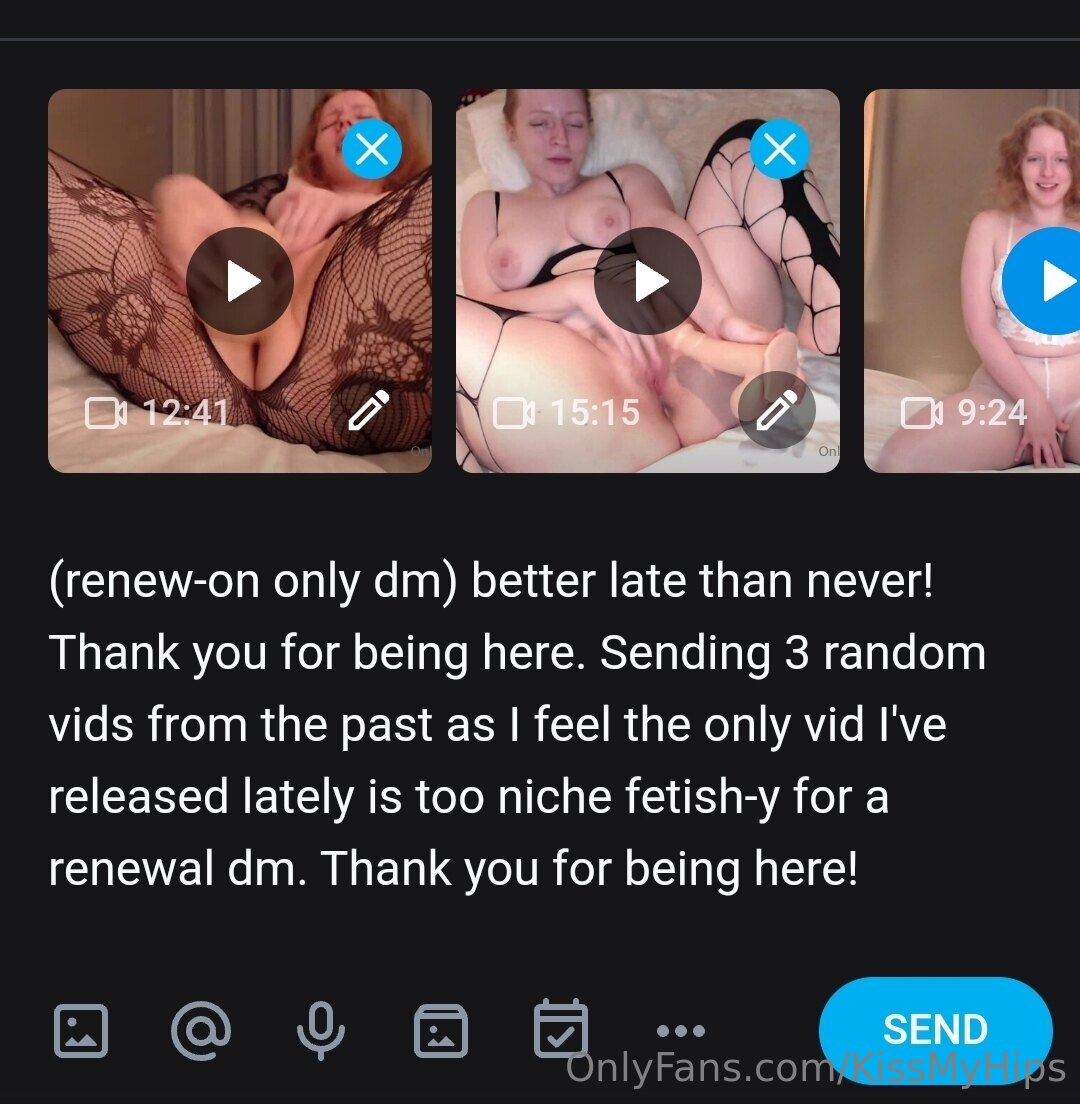 12:41
15:15
9:24
(renew-on only dm) better late than never!
Thank you for being here. Sending 3 random
vids from the past as I feel the only vid I've
released lately is too niche fetish-y for a
renewal dm. Thank you for being here!
SEND
OnlyFans.com/KissMyHips